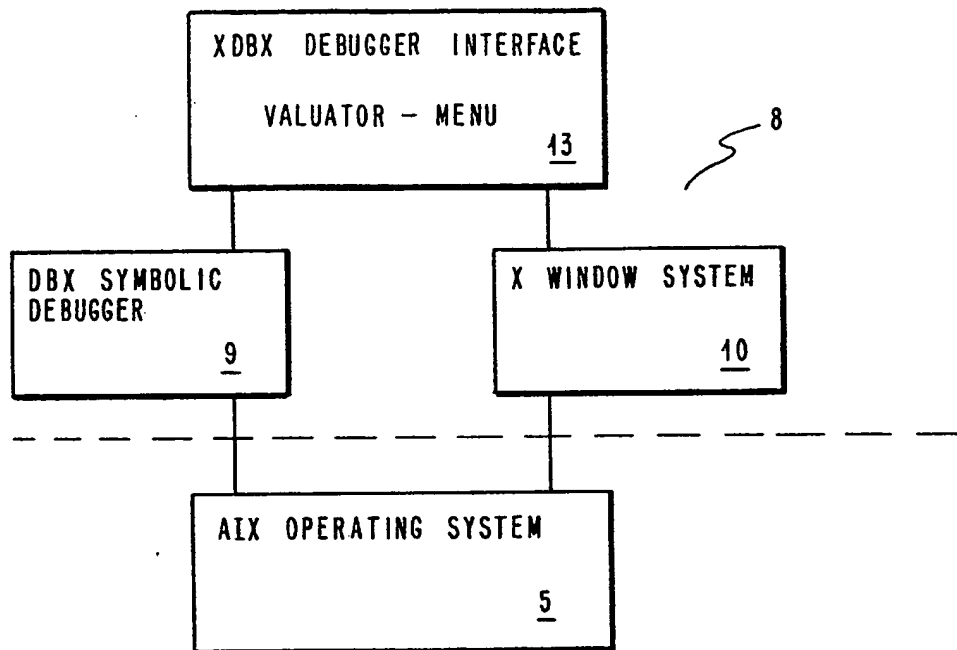 XDBX DEBUGGER INTERFACE
VALUATOR – MENU
13
8
DBX SYMBOLIC
DEBUGGER
9
X WINDOW SYSTEM
10
AIX OPERATING SYSTEM
5